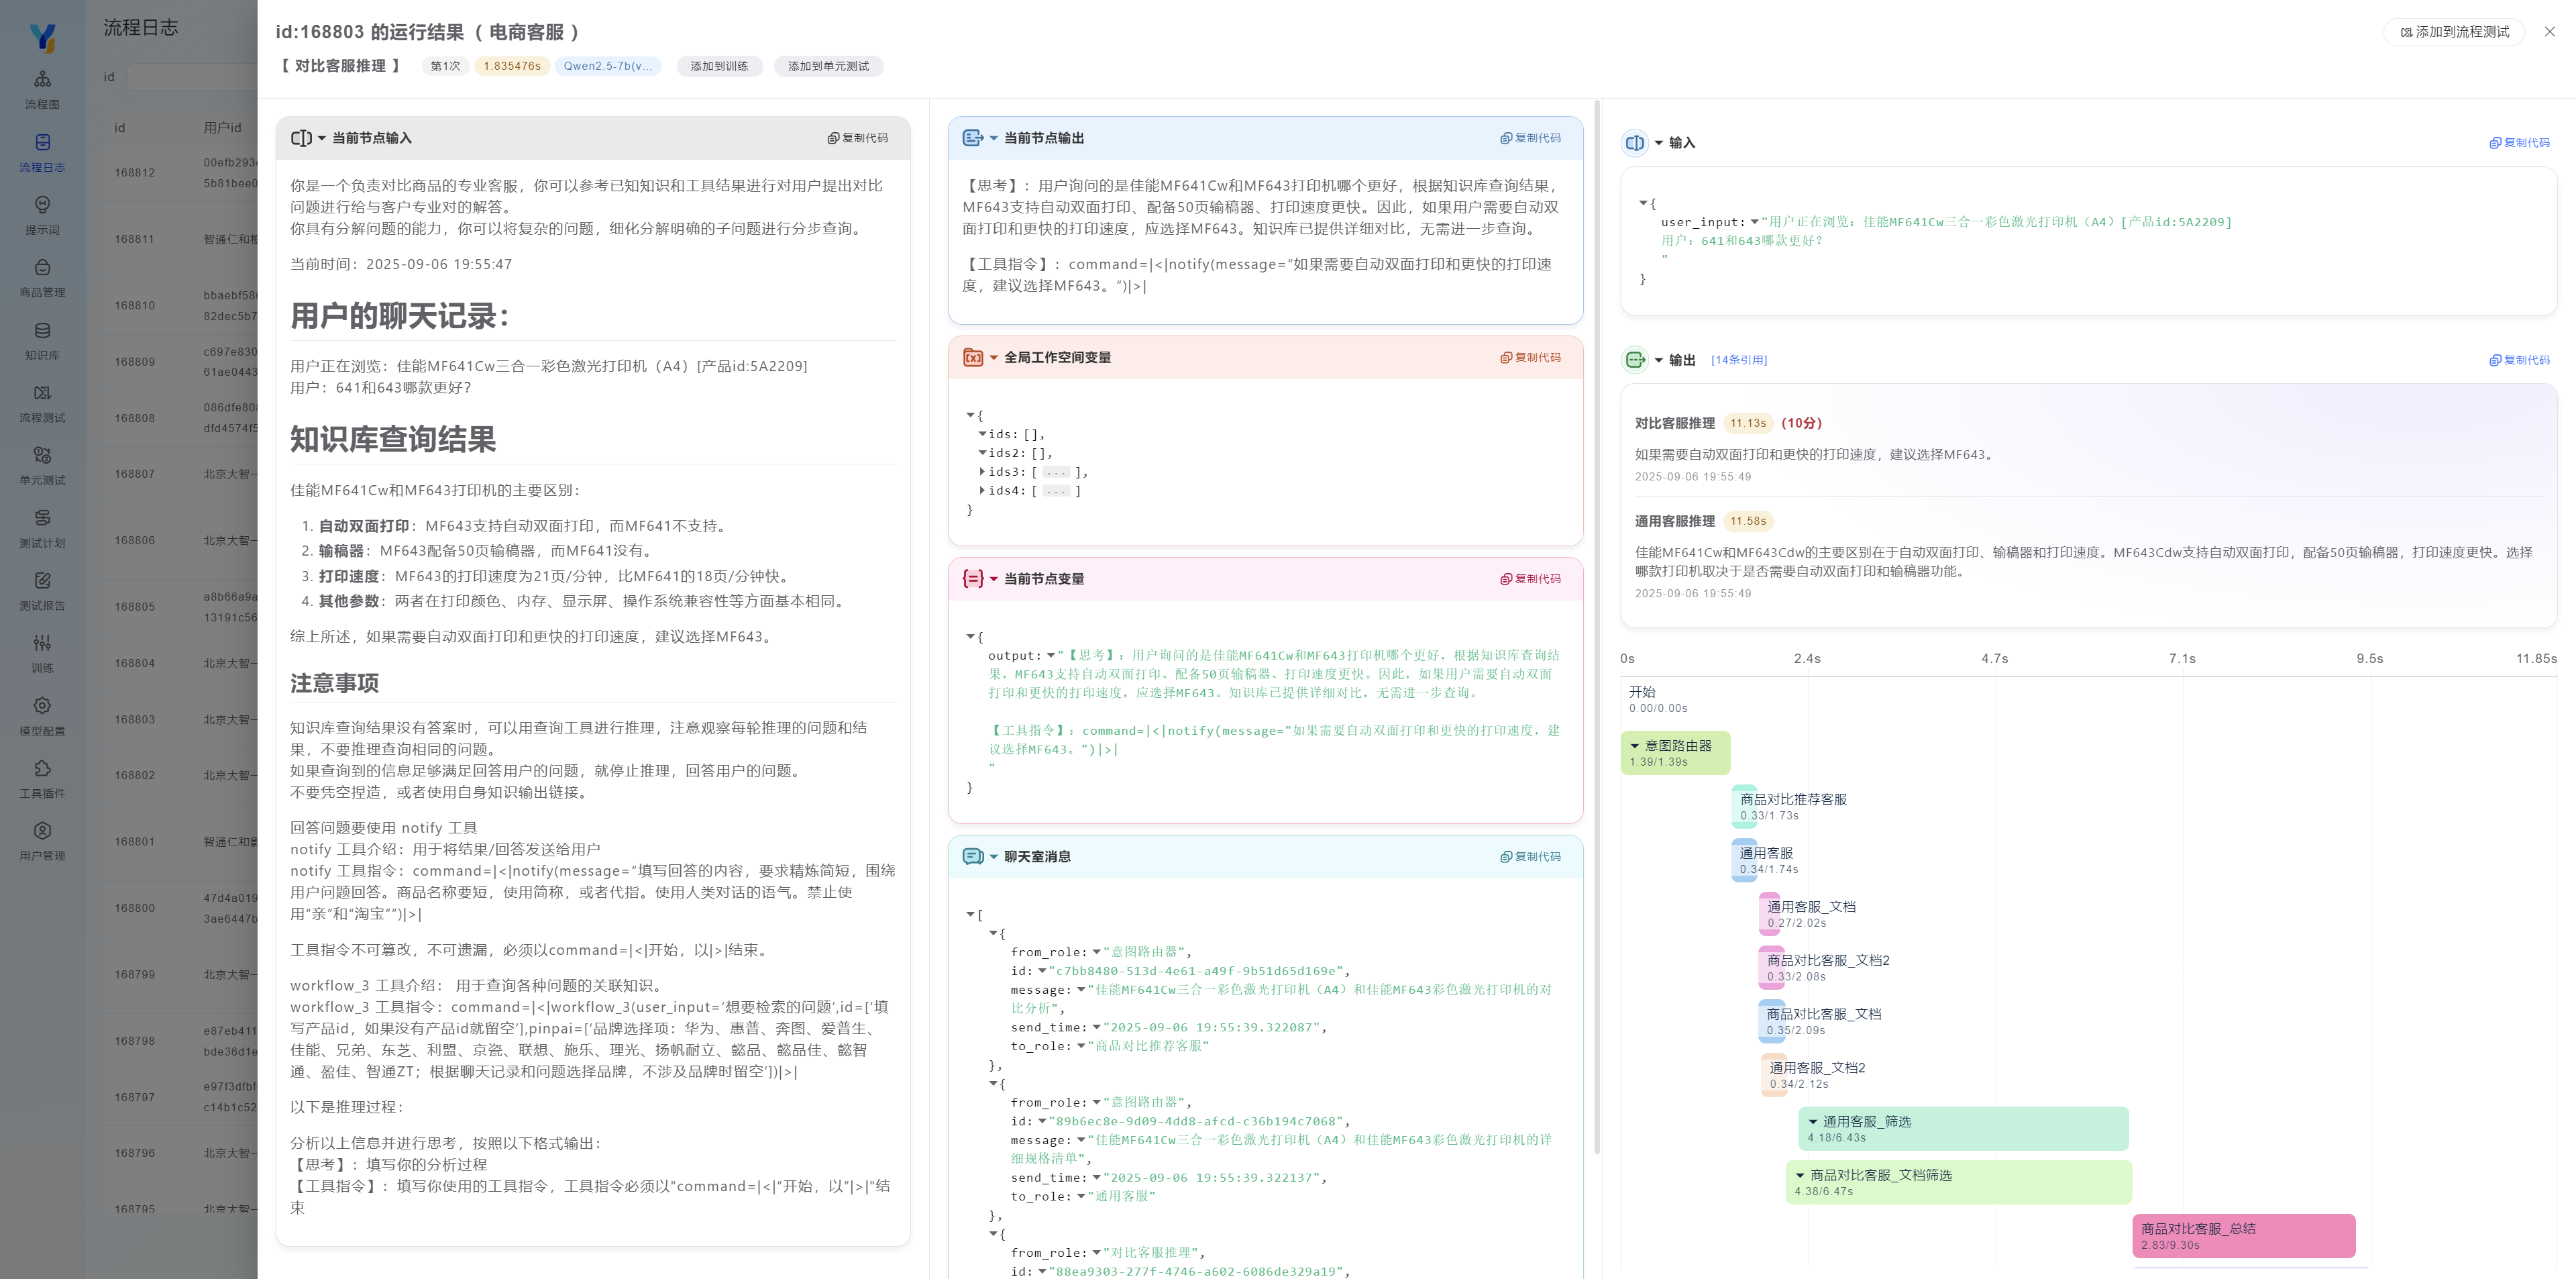 流程日志
id
id 用户id
流程图
流程日志
提示词
商品管理
知识库
流程测试
单元测试
测试计划
测试报告
训练
模型配置
工具插件
用户管理
168812
00efb293
5b81bee0
168811
智通仁和
168810
bbaebf58
82dec5b7
168809
c697e830
61ae0443
168808
086dfe80
dfd4574f5
168807
北京大智一
168806
北京大智一
168805
a8b66a9a
13191c56
168804
北京大智一
168803
北京大智一
168802
北京大智一
168801
智通仁和
168800
47d4a019
3ae6447b
168799
北京大智一
168798
e87eb411
bde36d1e
168797
e97f3dfbf
c14b1c52
168796
北京大智一
168795
北京大智一
id:168803 的运行结果（ 电商客服 ）
添加到流程测试
【 对比客服推理 】 第1次 1.835476s Qwen2.5-7b(v... 添加到训练 添加到单元测试
当前节点输入 复制代码
你是一个负责对比商品的专业客服，你可以参考已知知识和工具结果进行对用户提出对比
问题进行给与客户专业对的解答。
你具有分解问题的能力，你可以将复杂的问题，细化分解明确的子问题进行分步查询。
当前时间：2025-09-06 19:55:47
用户的聊天记录：
用户正在浏览：佳能MF641Cw三合一彩色激光打印机（A4）[产品id:5A2209]
用户：641和643哪款更好？
知识库查询结果
佳能MF641Cw和MF643打印机的主要区别：
1. 自动双面打印：MF643支持自动双面打印，而MF641不支持。
2. 输稿器：MF643配备50页输稿器，而MF641没有。
3. 打印速度：MF643的打印速度为21页/分钟，比MF641的18页/分钟快。
4. 其他参数：两者在打印颜色、内存、显示屏、操作系统兼容性等方面基本相同。
综上所述，如果需要自动双面打印和更快的打印速度，建议选择MF643。
注意事项
知识库查询结果没有答案时，可以用查询工具进行推理，注意观察每轮推理的问题和结
果，不要推理查询相同的问题。
如果查询到的信息足够满足回答用户的问题，就停止推理，回答用户的问题。
不要凭空捏造，或者使用自身知识输出链接。
回答问题要使用 notify 工具
notify 工具介绍：用于将结果/回答发送给用户
notify 工具指令：command=|<|notify(message=“填写回答的内容，要求精炼简短，围绕
用户问题回答。商品名称要短，使用简称，或者代指。使用人类对话的语气。禁止使
用“亲”和“淘宝””)|>|
工具指令不可篡改，不可遗漏，必须以command=|<|开始，以|>|结束。
workflow_3 工具介绍： 用于查询各种问题的关联知识。
workflow_3 工具指令：command=|<|workflow_3(user_input=‘想要检索的问题’,id=[‘填
写产品id，如果没有产品id就留空’],pinpai=[‘品牌选择项：华为、惠普、奔图、爱普生、
佳能、兄弟、东芝、利盟、京瓷、联想、施乐、理光、扬帆耐立、懿品、懿品佳、懿智
通、盈佳、智通ZT；根据聊天记录和问题选择品牌，不涉及品牌时留空’])|>|
以下是推理过程：
分析以上信息并进行思考，按照以下格式输出：
【思考】：填写你的分析过程
【工具指令】：填写你使用的工具指令，工具指令必须以"command=|<|"开始，以"|>|"结
束
当前节点输出 复制代码
【思考】：用户询问的是佳能MF641Cw和MF643打印机哪个更好，根据知识库查询结果，
MF643支持自动双面打印、配备50页输稿器、打印速度更快。因此，如果用户需要自动双
面打印和更快的打印速度，应选择MF643。知识库已提供详细对比，无需进一步查询。
【工具指令】：command=|<|notify(message=“如果需要自动双面打印和更快的打印速
度，建议选择MF643。”)|>|
全局工作空间变量 复制代码
{
ids: [],
ids2: [],
ids3: [ ... ],
ids4: [ ... ]
}
当前节点变量 复制代码
{
output: "【思考】：用户询问的是佳能MF641Cw和MF643打印机哪个更好，根据知识库查询结
果，MF643支持自动双面打印、配备50页输稿器、打印速度更快。因此，如果用户需要自动双面
打印和更快的打印速度，应选择MF643。知识库已提供详细对比，无需进一步查询。
【工具指令】：command=|<|notify(message="如果需要自动双面打印和更快的打印速度，建
议选择MF643。")|>|
"
}
聊天室消息 复制代码
[
{
from_role: "意图路由器",
id: "c7bb8480-513d-4e61-a49f-9b51d65d169e",
message: "佳能MF641Cw三合一彩色激光打印机（A4）和佳能MF643彩色激光打印机的对
比分析",
send_time: "2025-09-06 19:55:39.322087",
to_role: "商品对比推荐客服"
},
{
from_role: "意图路由器",
id: "89b6ec8e-9d09-4dd8-afcd-c36b194c7068",
message: "佳能MF641Cw三合一彩色激光打印机（A4）和佳能MF643彩色激光打印机的详
细规格清单",
send_time: "2025-09-06 19:55:39.322137",
to_role: "通用客服"
},
{
from_role: "对比客服推理",
id: "88ea9303-277f-4746-a602-6086de329a19",
输入 复制代码
{
user_input: "用户正在浏览：佳能MF641Cw三合一彩色激光打印机（A4）[产品id:5A2209]
用户：641和643哪款更好？
"
}
输出 [14条引用] 复制代码
对比客服推理 11.13s (10分)
如果需要自动双面打印和更快的打印速度，建议选择MF643。
2025-09-06 19:55:49
通用客服推理 11.58s
佳能MF641Cw和MF643Cdw的主要区别在于自动双面打印、输稿器和打印速度。MF643Cdw支持自动双面打印，配备50页输稿器，打印速度更快。选择
哪款打印机取决于是否需要自动双面打印和输稿器功能。
2025-09-06 19:55:49
0s 2.4s 4.7s 7.1s 9.5s 11.85s
开始
0.00/0.00s
意图路由器
1.39/1.39s
商品对比推荐客服
0.33/1.73s
通用客服
0.34/1.74s
通用客服_文档
0.27/2.02s
商品对比客服_文档2
0.33/2.08s
商品对比客服_文档
0.35/2.09s
通用客服_文档2
0.34/2.12s
通用客服_筛选
4.18/6.43s
商品对比客服_文档筛选
4.38/6.47s
商品对比客服_总结
2.83/9.30s